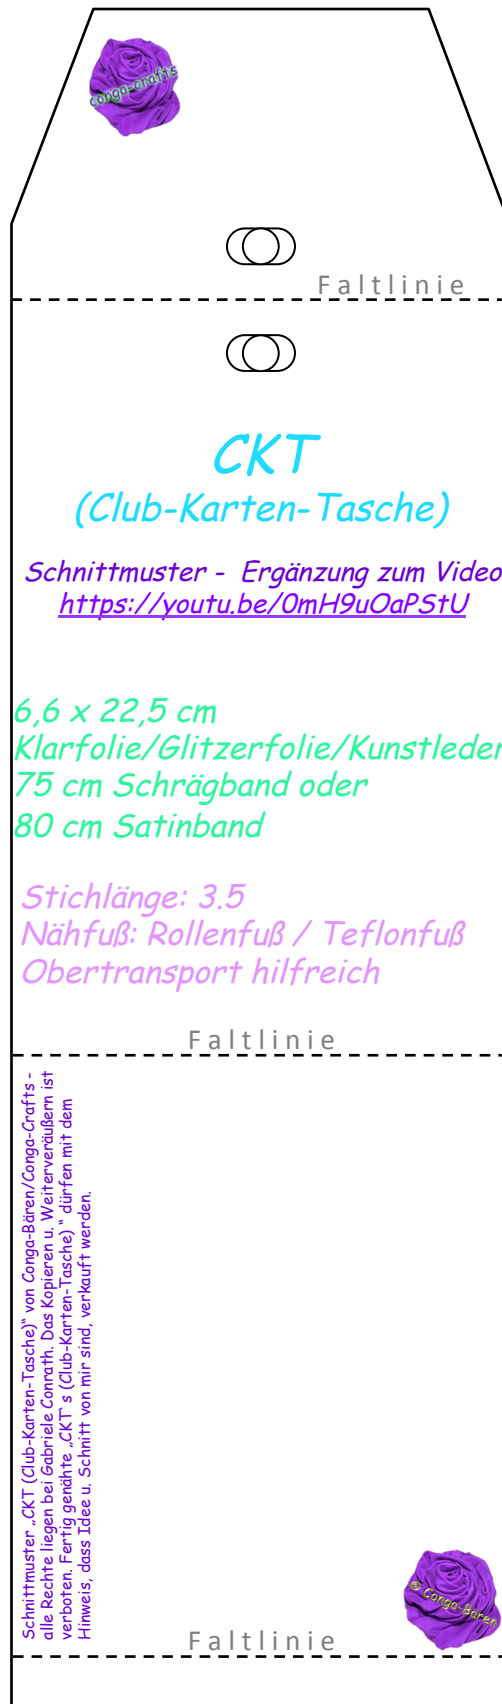 conga-crafts
Faltlinie
CKT
(Club-Karten-Tasche)
Schnittmuster - Ergänzung zum Video
https://youtu.be/0mH9uOaPStU
6,6 x 22,5 cm
Klarfolie/Glitzerfolie/Kunstleder
75 cm Schrägband oder
80 cm Satinband
Stichlänge: 3.5
Nähfuß: Rollenfuß / Teflonfuß
Obertransport hilfreich
Faltlinie
Schnittmuster „CKT (Club-Karten-Tasche)“ von Conga-Bären/Conga-Crafts -
alle Rechte liegen bei Gabriele Conrath. Das Kopieren u. Weiterveräußern ist
verboten. Fertig genähte „CKT`s (Club-Karten-Tasche) “ dürfen mit dem
Hinweis, dass Idee u. Schnitt von mir sind, verkauft werden.
© Conga-Bären
Faltlinie